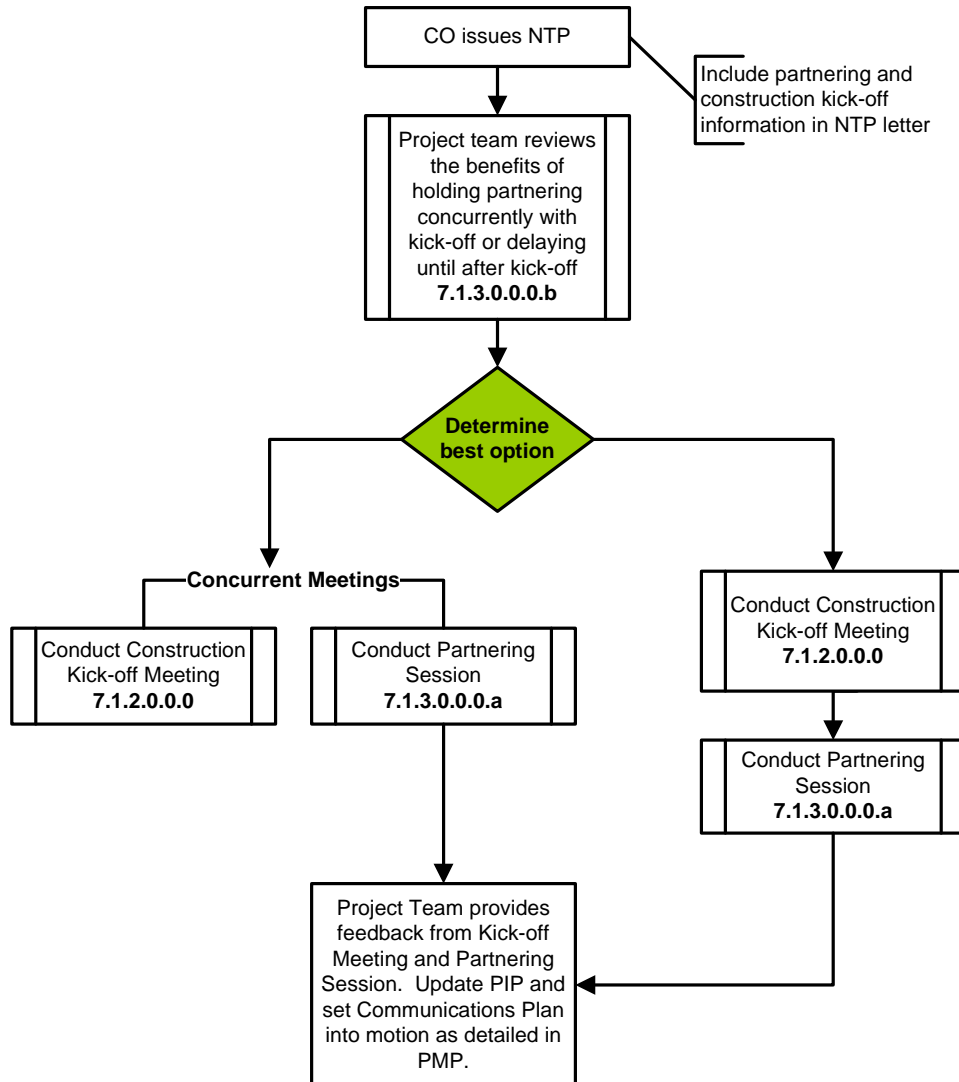 CO issues NTP
Include partnering and
construction kick-off
information in NTP letter
Project team reviews
the benefits of
holding partnering
concurrently with
kick-off or delaying
until after kick-off
7.1.3.0.0.0.b
Determine
best option
Concurrent Meetings
Conduct Construction
Kick-off Meeting
7.1.2.0.0.0
Conduct Partnering
Session
7.1.3.0.0.0.a
Conduct Construction
Kick-off Meeting
7.1.2.0.0.0
Conduct Partnering
Session
7.1.3.0.0.0.a
Project Team provides
feedback from Kick-off
Meeting and Partnering
Session.  Update PIP and
set Communications Plan
into motion as detailed in
PMP.